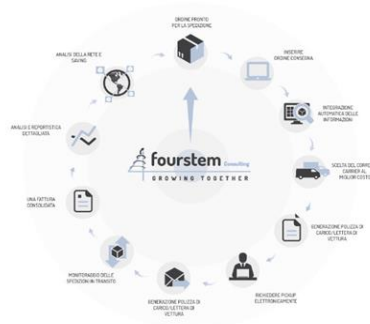 ORDINE PRONTO
PER LA SPEDIZIONE
INSERIRE
ORDINE CONSEGNA
INTEGRAZIONE
AUTOMATICA DELLE
INFORMAZIONI
SCELTA DEL CORRIERE
CARRIER AL
MIGLIOR COSTO
GENERAZIONE POLIZZA DI
CARICO/LETTERA DI
VETTURA
RICHIEDERE PICKUP
ELETTRONICAMENTE
GENERAZIONE POLIZZA DI
CARICO/LETTERA DI
VETTURA
MONITORAGGIO DELLE
SPEDIZIONI IN TRANSITO
UNA FATTURA
CONSOLIDATA
ANALISI E REPORTISTICA
DETTAGLIATA
ANALISI DELLA RETE E
SAVING
fourstem Consulting
GROWING TOGETHER